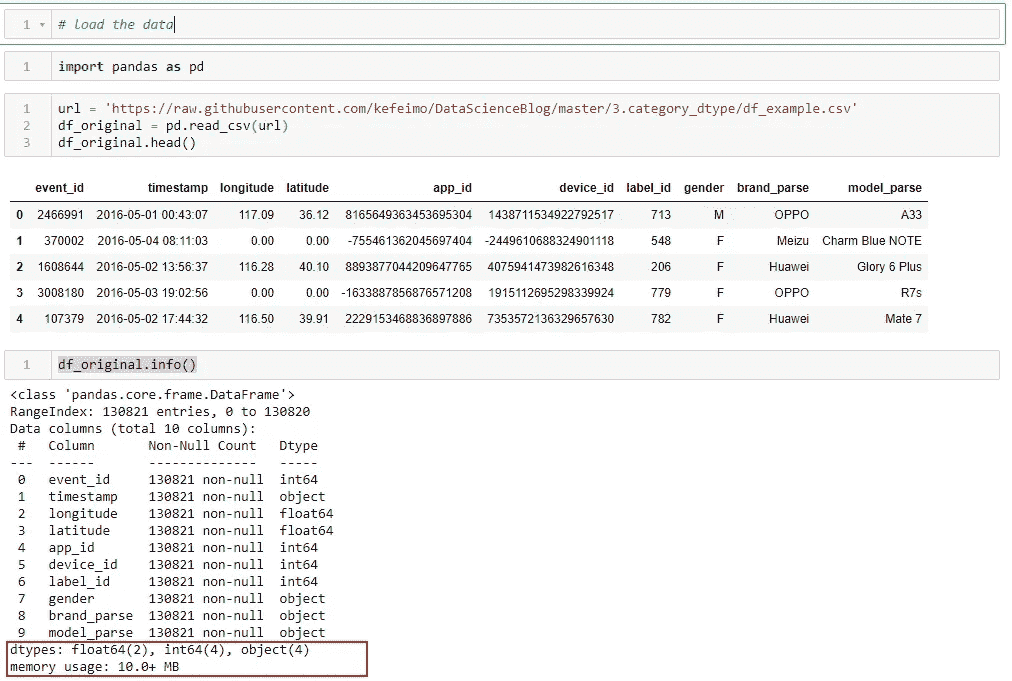 1 # load the data
1 import pandas as pd
1 url = 'https://raw.githubusercontent.com/kefeimo/DataScienceBlog/master/3.category_dtype/df_example.csv'
2 df_original = pd.read_csv(url)
3 df_original.head()
event_id timestamp longitude latitude app_id device_id label_id gender brand_parse model_parse
0 2466991 2016-05-01 00:43:07 117.09 36.12 8165649363453695304 1438711534922792517 713 M OPPO A33
1 370002 2016-05-04 08:11:03 0.00 0.00 -755461362045697404 -2449610688324901118 548 F Meizu Charm Blue NOTE
2 1608644 2016-05-02 13:56:37 116.28 40.10 8893877044209647765 4075941473982616348 206 F Huawei Glory 6 Plus
3 3008180 2016-05-03 19:02:56 0.00 0.00 -1633887856876571208 1915112695298339924 779 F OPPO R7s
4 107379 2016-05-02 17:44:32 116.50 39.91 2229153468836897886 7353572136329657630 782 F Huawei Mate 7
1 df_original.info()
<class 'pandas.core.frame.DataFrame'>
RangeIndex: 130821 entries, 0 to 130820
Data columns (total 10 columns):
# Column Non-Null Count Dtype
--- ------ -------------- -----
0 event_id 130821 non-null int64
1 timestamp 130821 non-null object
2 longitude 130821 non-null float64
3 latitude 130821 non-null float64
4 app_id 130821 non-null int64
5 device_id 130821 non-null int64
6 label_id 130821 non-null int64
7 gender 130821 non-null object
8 brand_parse 130821 non-null object
9 model_parse 130821 non-null object
dtypes: float64(2), int64(4), object(4)
memory usage: 10.0+ MB